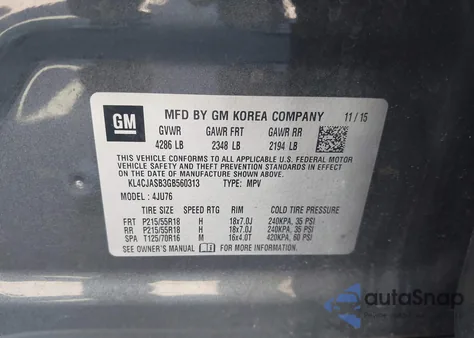 GM
MFD BY GM KOREA COMPANY 11/15
GVWR GAWR FRT GAWR RR
4286 LB 2348 LB 2194 LB
THIS VEHICLE CONFORMS TO ALL APPLICABLE U.S. FEDERAL MOTOR
VEHICLE SAFETY, BUMPER, AND THEFT PREVENTION STANDARDS IN
EFFECT ON THE DATE OF MANUFACTURE SHOWN ABOVE.
KL4CJASB3GB560313 TYPE: MPV
MODEL: 4JU76
TIRE SIZE SPEED RTG RIM COLD TIRE PRESSURE
FRT P215/55R18 H 18x7.0J 240KPA, 35 PSI
RR P215/55R18 H 18x7.0J 240KPA, 35 PSI
SPA T125/70R16 M 16x4.0T 420KPA, 60 PSI
SEE OWNER'S MANUAL FOR MORE INFORMATION.
autoSnap